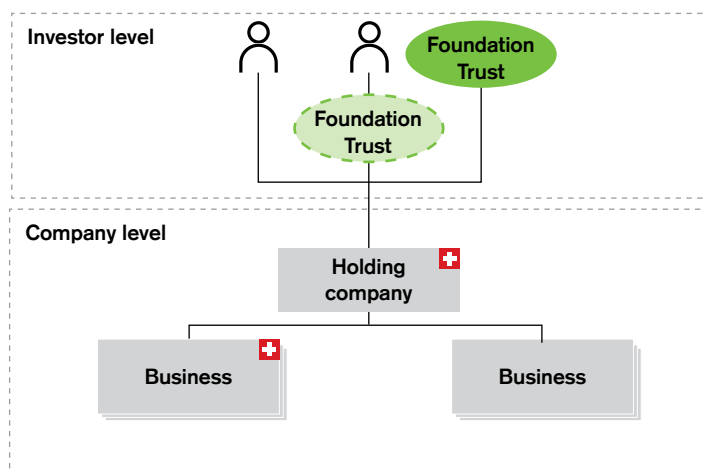 Investor level
Foundation
Trust
Foundation
Trust
Company level
Holding
company
Business
Business